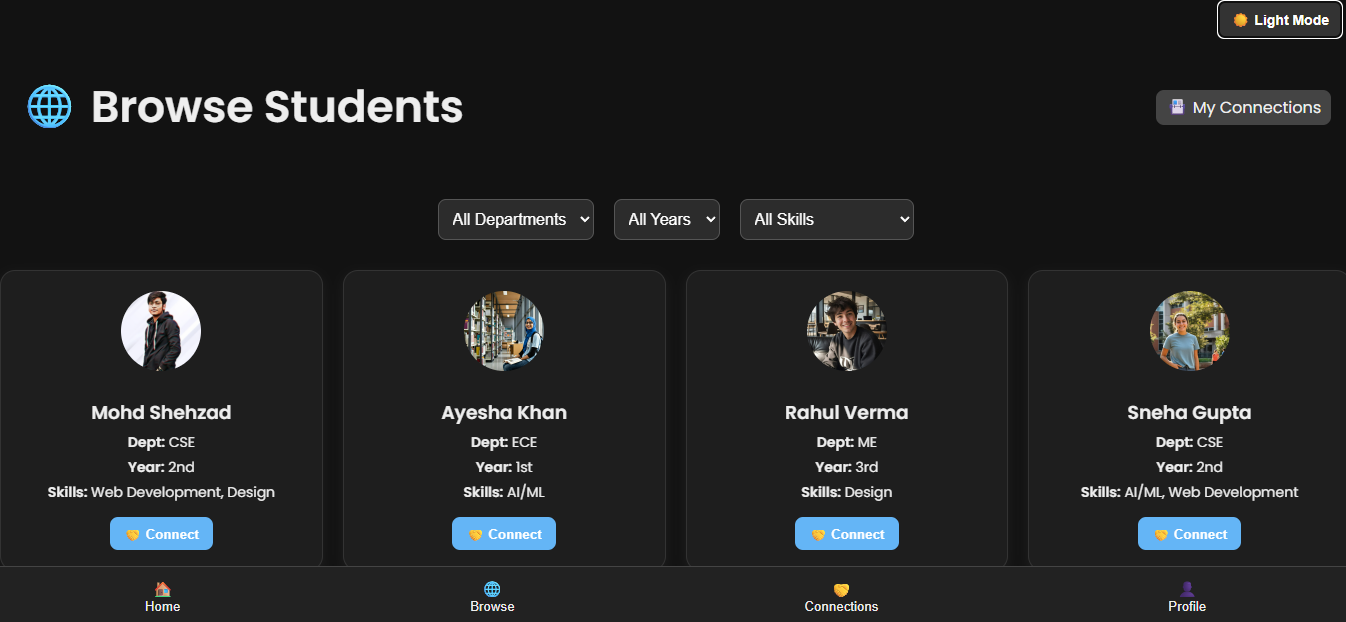 Light Mode
Browse Students
My Connections
All Departments All Years All Skills
Mohd Shehzad
Dept: CSE
Year: 2nd
Skills: Web Development, Design
Connect
Ayesha Khan
Dept: ECE
Year: 1st
Skills: AI/ML
Connect
Rahul Verma
Dept: ME
Year: 3rd
Skills: Design
Connect
Sneha Gupta
Dept: CSE
Year: 2nd
Skills: AI/ML, Web Development
Connect
Home Browse Connections Profile